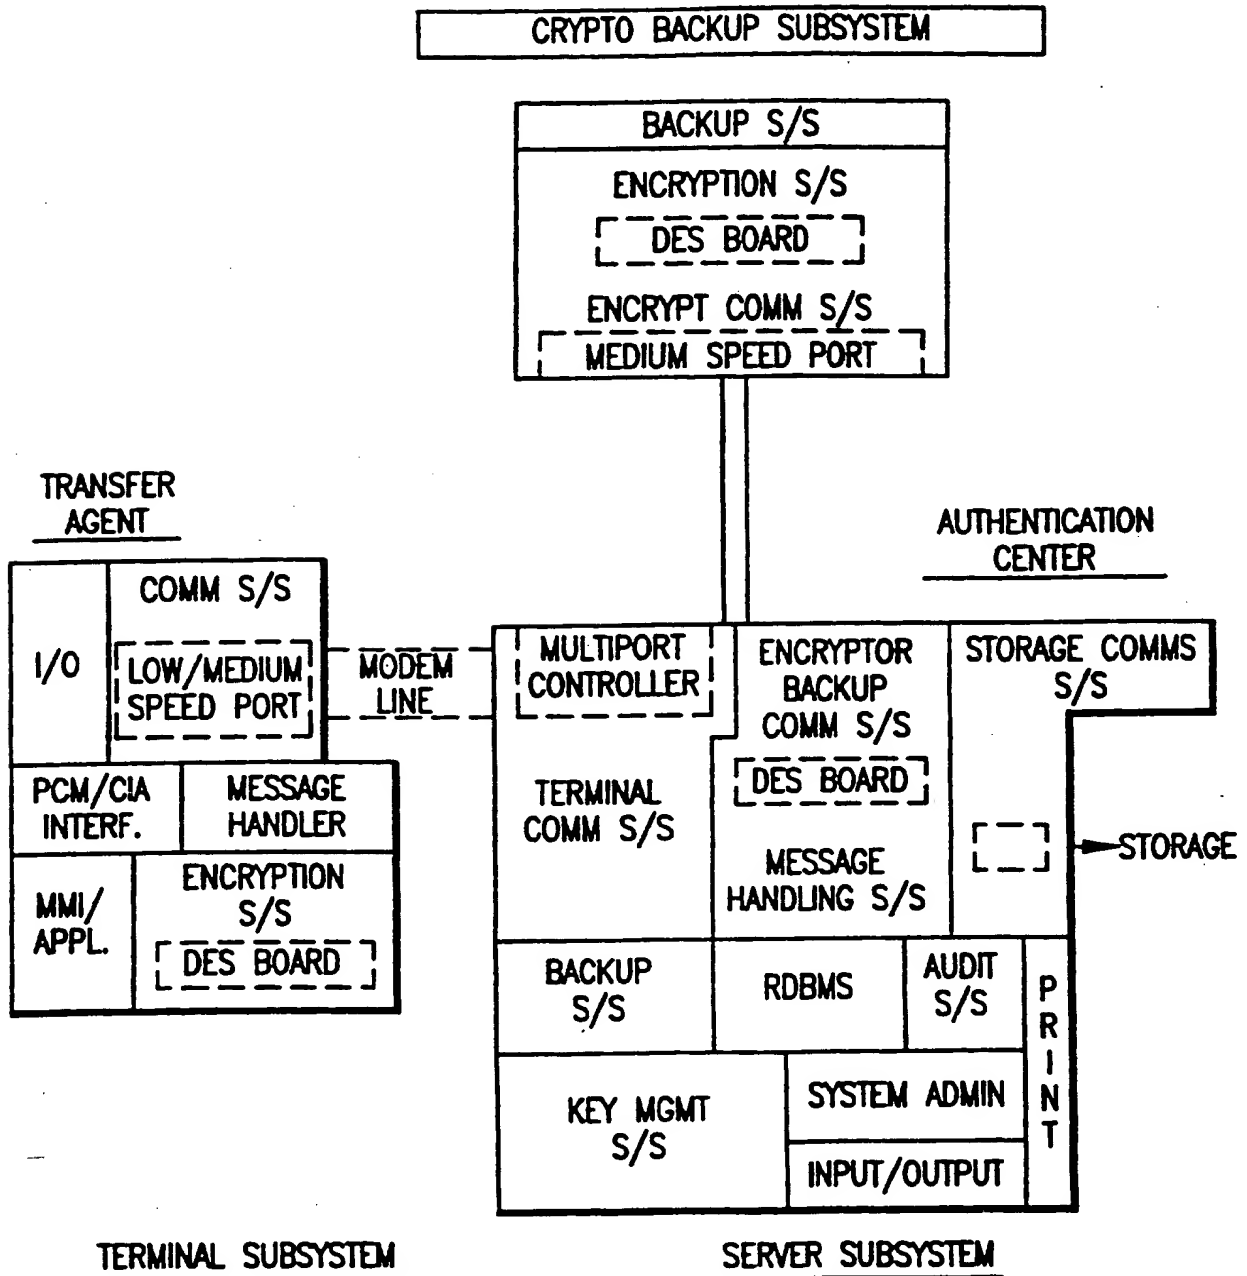 CRYPTO BACKUP SUBSYSTEM
BACKUP S/S
ENCRYPTION S/S
DES BOARD
ENCRYPT COMM S/S
MEDIUM SPEED PORT
TRANSFER
AGENT
I/O
COMM S/S
LOW/MEDIUM
SPEED PORT
MODEM
LINE
PCM/CIA
INTERF.
MESSAGE
HANDLER
MMI/
APPL.
ENCRYPTION
S/S
DES BOARD
TERMINAL SUBSYSTEM
AUTHENTICATION
CENTER
MULTIPORT
CONTROLLER
TERMINAL
COMM S/S
ENCRYPTOR
BACKUP
COMM S/S
DES BOARD
MESSAGE
HANDLING S/S
STORAGE COMMS
S/S
STORAGE
BACKUP
S/S
RDBMS
AUDIT
S/S
PRINT
KEY MGMT
S/S
SYSTEM ADMIN
INPUT/OUTPUT
SERVER SUBSYSTEM